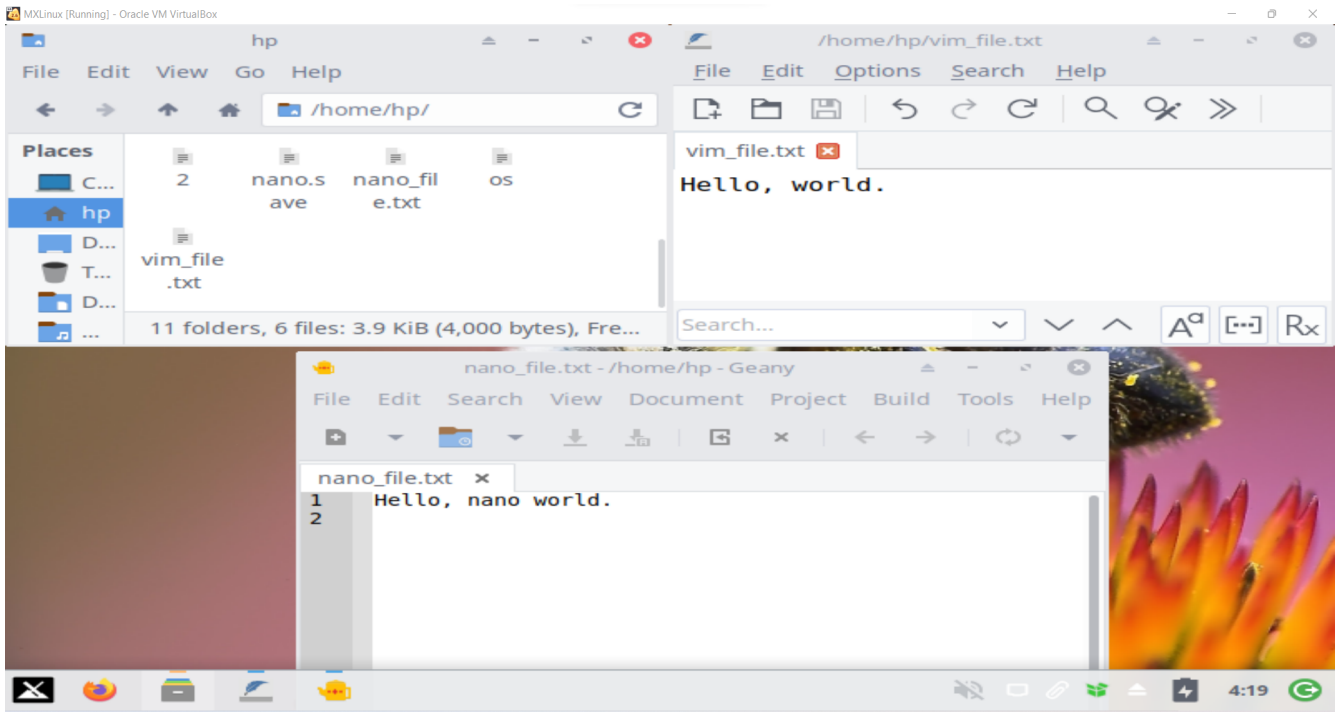 MXLinux [Running] - Oracle VM VirtualBox
hp
File Edit View Go Help
/home/hp/
Places
C...
hp
D...
T...
D...
...
2
nano.s
ave
nano_fil
e.txt
os
vim_file
.txt
11 folders, 6 files: 3.9 KiB (4,000 bytes), Fre...
/home/hp/vim_file.txt
File Edit Options Search Help
vim_file.txt
Hello, world.
Search...
Aa
Rx
nano_file.txt - /home/hp - Geany
File Edit Search View Document Project Build Tools Help
nano_file.txt
1 Hello, nano world.
2
4:19